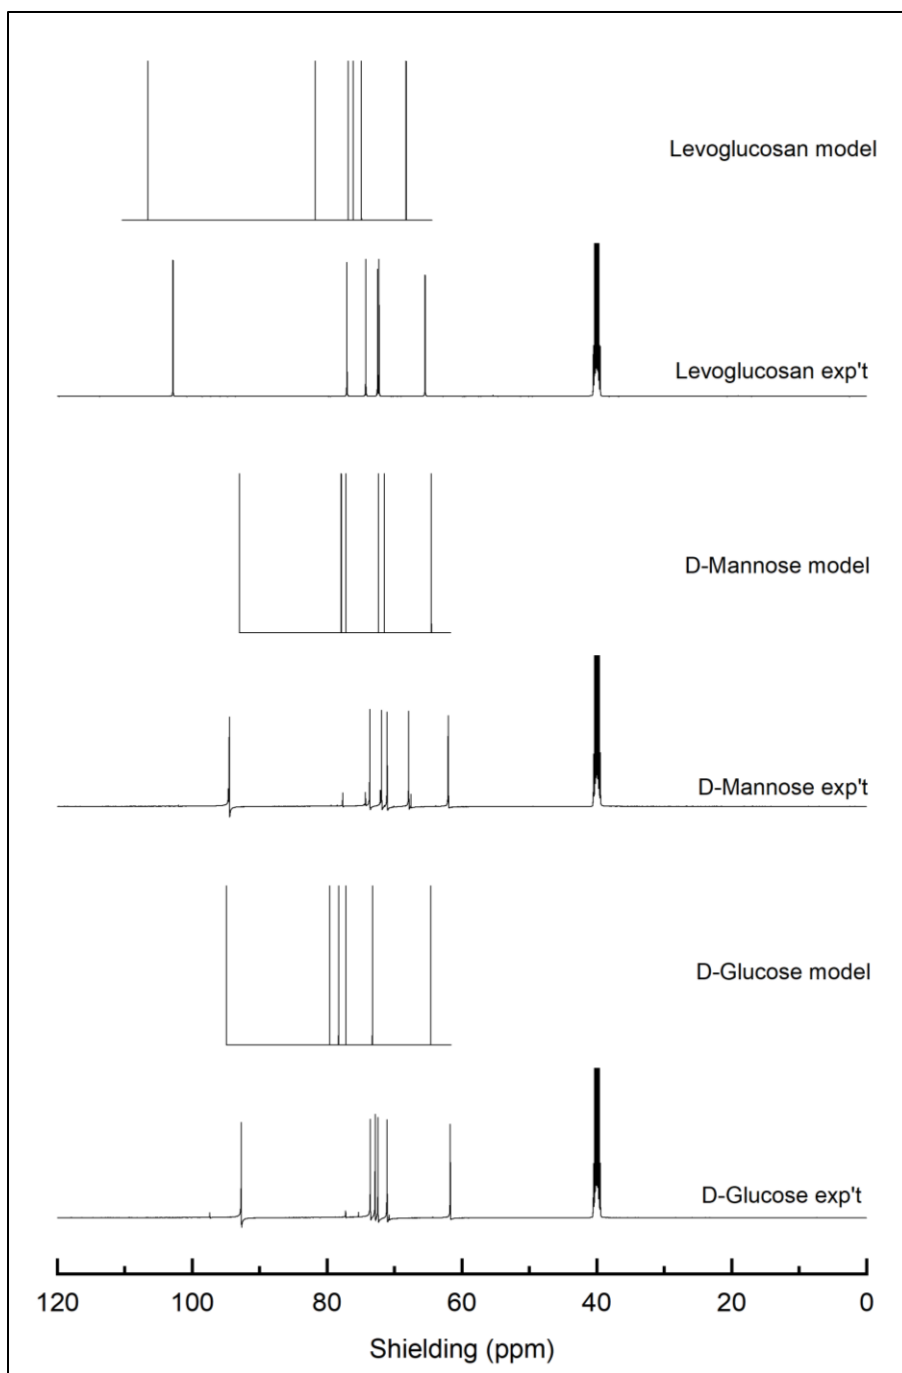 Levoglucosan model
Levoglucosan exp't
D-Mannose model
D-Mannose exp't
D-Glucose model
D-Glucose exp't
120 100 80 60 40 20 0
Shielding (ppm)